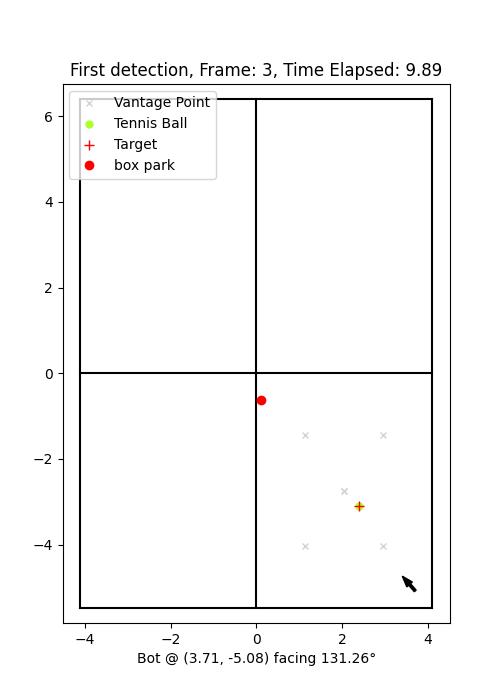 First detection, Frame: 3, Time Elapsed: 9.89
Vantage Point
Tennis Ball
Target
box park
6
4
2
0
−2
−4
−4
−2
0
2
4
Bot @ (3.71, -5.08) facing 131.26°